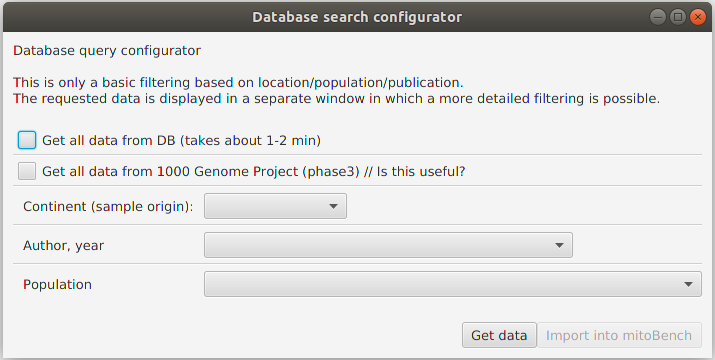 Database search configurator
Database query configurator
This is only a basic filtering based on location/population/publication.
The requested data is displayed in a separate window in which a more detailed filtering is possible.
Get all data from DB (takes about 1-2 min)
Get all data from 1000 Genome Project (phase3) // Is this useful?
Continent (sample origin):
Author, year
Population
Get data
Import into mitoBench